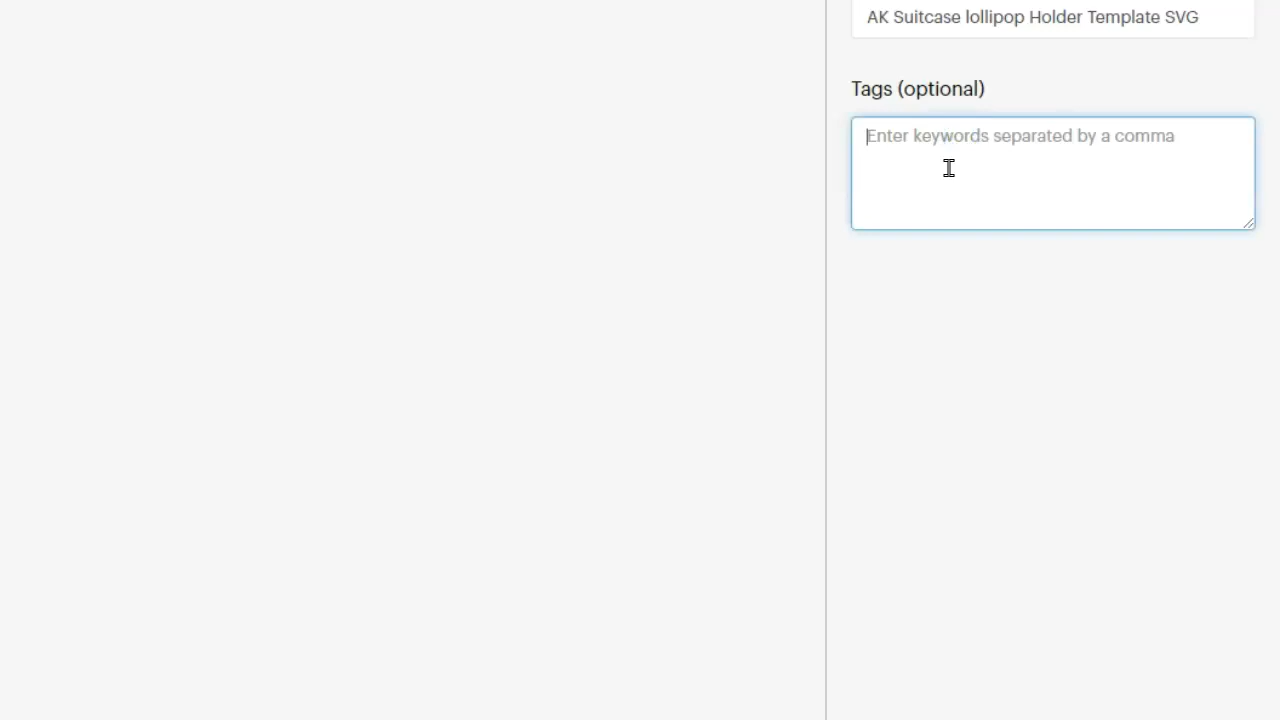 AK Suitcase lollipop Holder Template SVG
Tags (optional)
Enter keywords separated by a comma